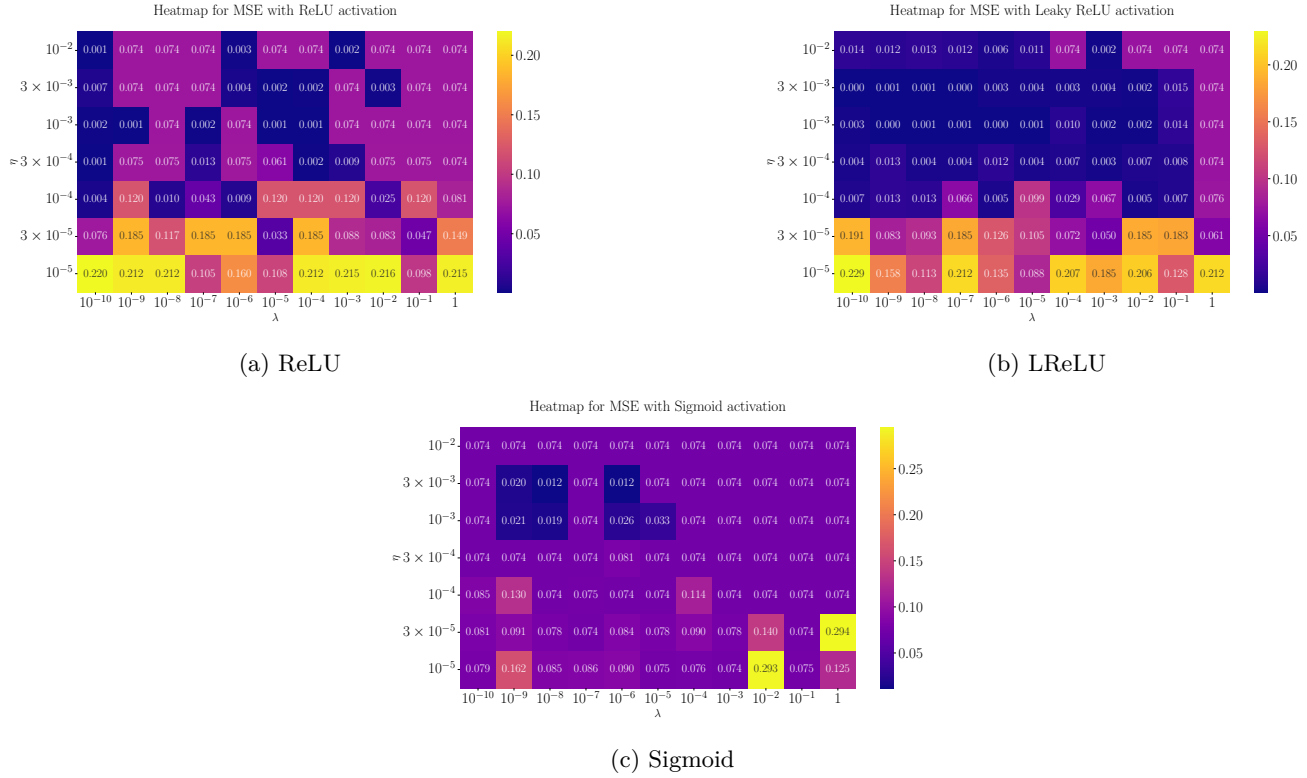 Heatmap for MSE with ReLU activation
10⁻² 0.001 0.074 0.074 0.074 0.003 0.074 0.074 0.002 0.074 0.074 0.074
3 × 10⁻³ 0.007 0.074 0.074 0.074 0.004 0.002 0.002 0.074 0.003 0.074 0.074
10⁻³ 0.002 0.001 0.074 0.002 0.074 0.001 0.001 0.074 0.074 0.074 0.074
η 3 × 10⁻⁴ 0.001 0.075 0.075 0.013 0.075 0.061 0.002 0.009 0.075 0.075 0.074
10⁻⁴ 0.004 0.120 0.010 0.043 0.009 0.120 0.120 0.120 0.025 0.120 0.081
3 × 10⁻⁵ 0.076 0.185 0.117 0.185 0.185 0.033 0.185 0.088 0.083 0.047 0.149
10⁻⁵ 0.220 0.212 0.212 0.105 0.160 0.108 0.212 0.215 0.216 0.098 0.215
10⁻¹⁰ 10⁻⁹ 10⁻⁸ 10⁻⁷ 10⁻⁶ 10⁻⁵ 10⁻⁴ 10⁻³ 10⁻² 10⁻¹ 1
λ
0.20
0.15
0.10
0.05
(a) ReLU
Heatmap for MSE with Leaky ReLU activation
10⁻² 0.014 0.012 0.013 0.012 0.006 0.011 0.074 0.002 0.074 0.074 0.074
3 × 10⁻³ 0.000 0.001 0.001 0.000 0.003 0.004 0.003 0.003 0.002 0.015 0.074
10⁻³ 0.003 0.000 0.001 0.001 0.000 0.001 0.010 0.002 0.002 0.014 0.074
η 3 × 10⁻⁴ 0.004 0.013 0.004 0.004 0.012 0.004 0.007 0.003 0.007 0.008 0.074
10⁻⁴ 0.007 0.013 0.013 0.066 0.005 0.099 0.029 0.067 0.005 0.007 0.076
3 × 10⁻⁵ 0.191 0.083 0.093 0.185 0.126 0.105 0.072 0.050 0.185 0.183 0.061
10⁻⁵ 0.229 0.158 0.113 0.212 0.135 0.088 0.207 0.185 0.206 0.128 0.212
10⁻¹⁰ 10⁻⁹ 10⁻⁸ 10⁻⁷ 10⁻⁶ 10⁻⁵ 10⁻⁴ 10⁻³ 10⁻² 10⁻¹ 1
λ
0.20
0.15
0.10
0.05
(b) LReLU
Heatmap for MSE with Sigmoid activation
10⁻² 0.074 0.074 0.074 0.074 0.074 0.074 0.074 0.074 0.074 0.074 0.074
3 × 10⁻³ 0.074 0.020 0.012 0.074 0.012 0.074 0.074 0.074 0.074 0.074 0.074
10⁻³ 0.074 0.021 0.019 0.074 0.026 0.033 0.074 0.074 0.074 0.074 0.074
η 3 × 10⁻⁴ 0.074 0.074 0.074 0.074 0.081 0.074 0.074 0.074 0.074 0.074 0.074
10⁻⁴ 0.085 0.130 0.074 0.075 0.074 0.074 0.114 0.074 0.074 0.074 0.074
3 × 10⁻⁵ 0.081 0.091 0.078 0.074 0.084 0.078 0.090 0.078 0.140 0.074 0.294
10⁻⁵ 0.079 0.162 0.085 0.086 0.090 0.075 0.076 0.074 0.293 0.075 0.125
10⁻¹⁰ 10⁻⁹ 10⁻⁸ 10⁻⁷ 10⁻⁶ 10⁻⁵ 10⁻⁴ 10⁻³ 10⁻² 10⁻¹ 1
λ
0.25
0.20
0.15
0.10
0.05
(c) Sigmoid